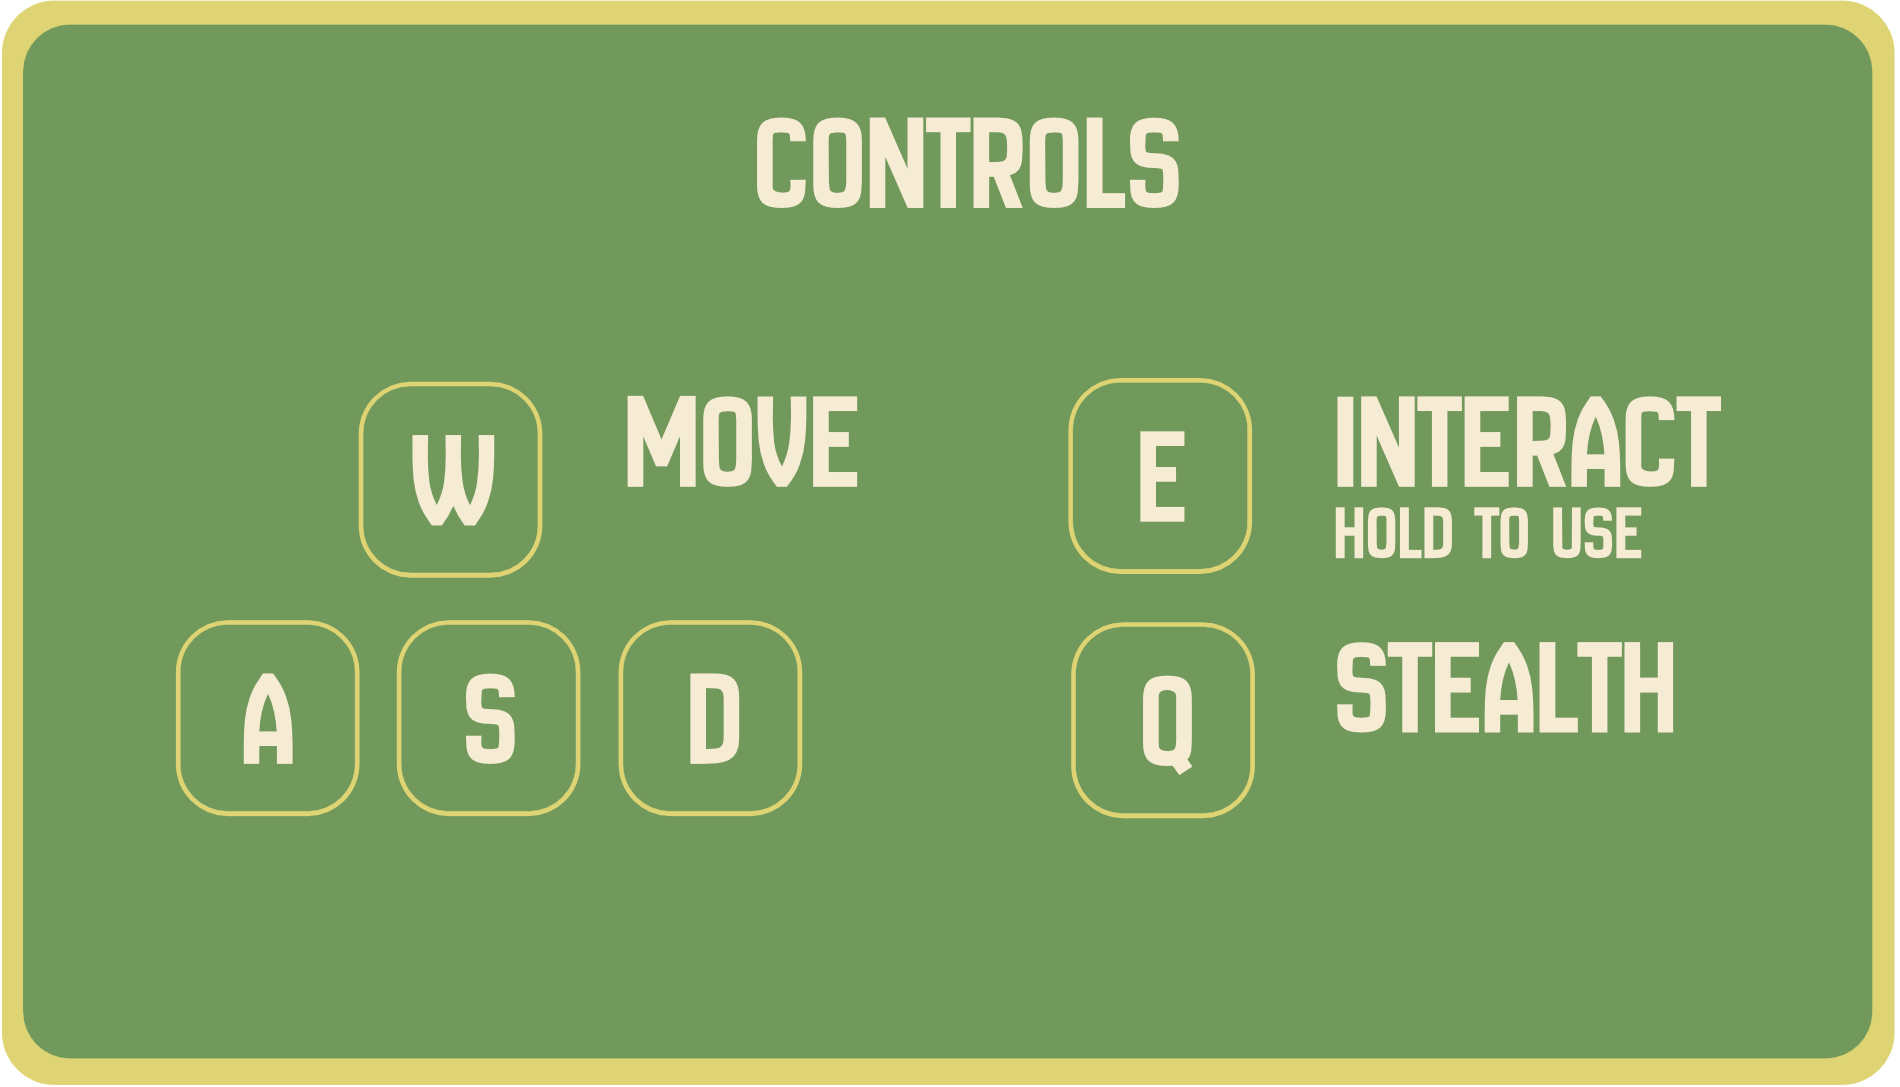 CONTROLS
W MOVE
A S D
E INTERACT
HOLD TO USE
Q STEALTH